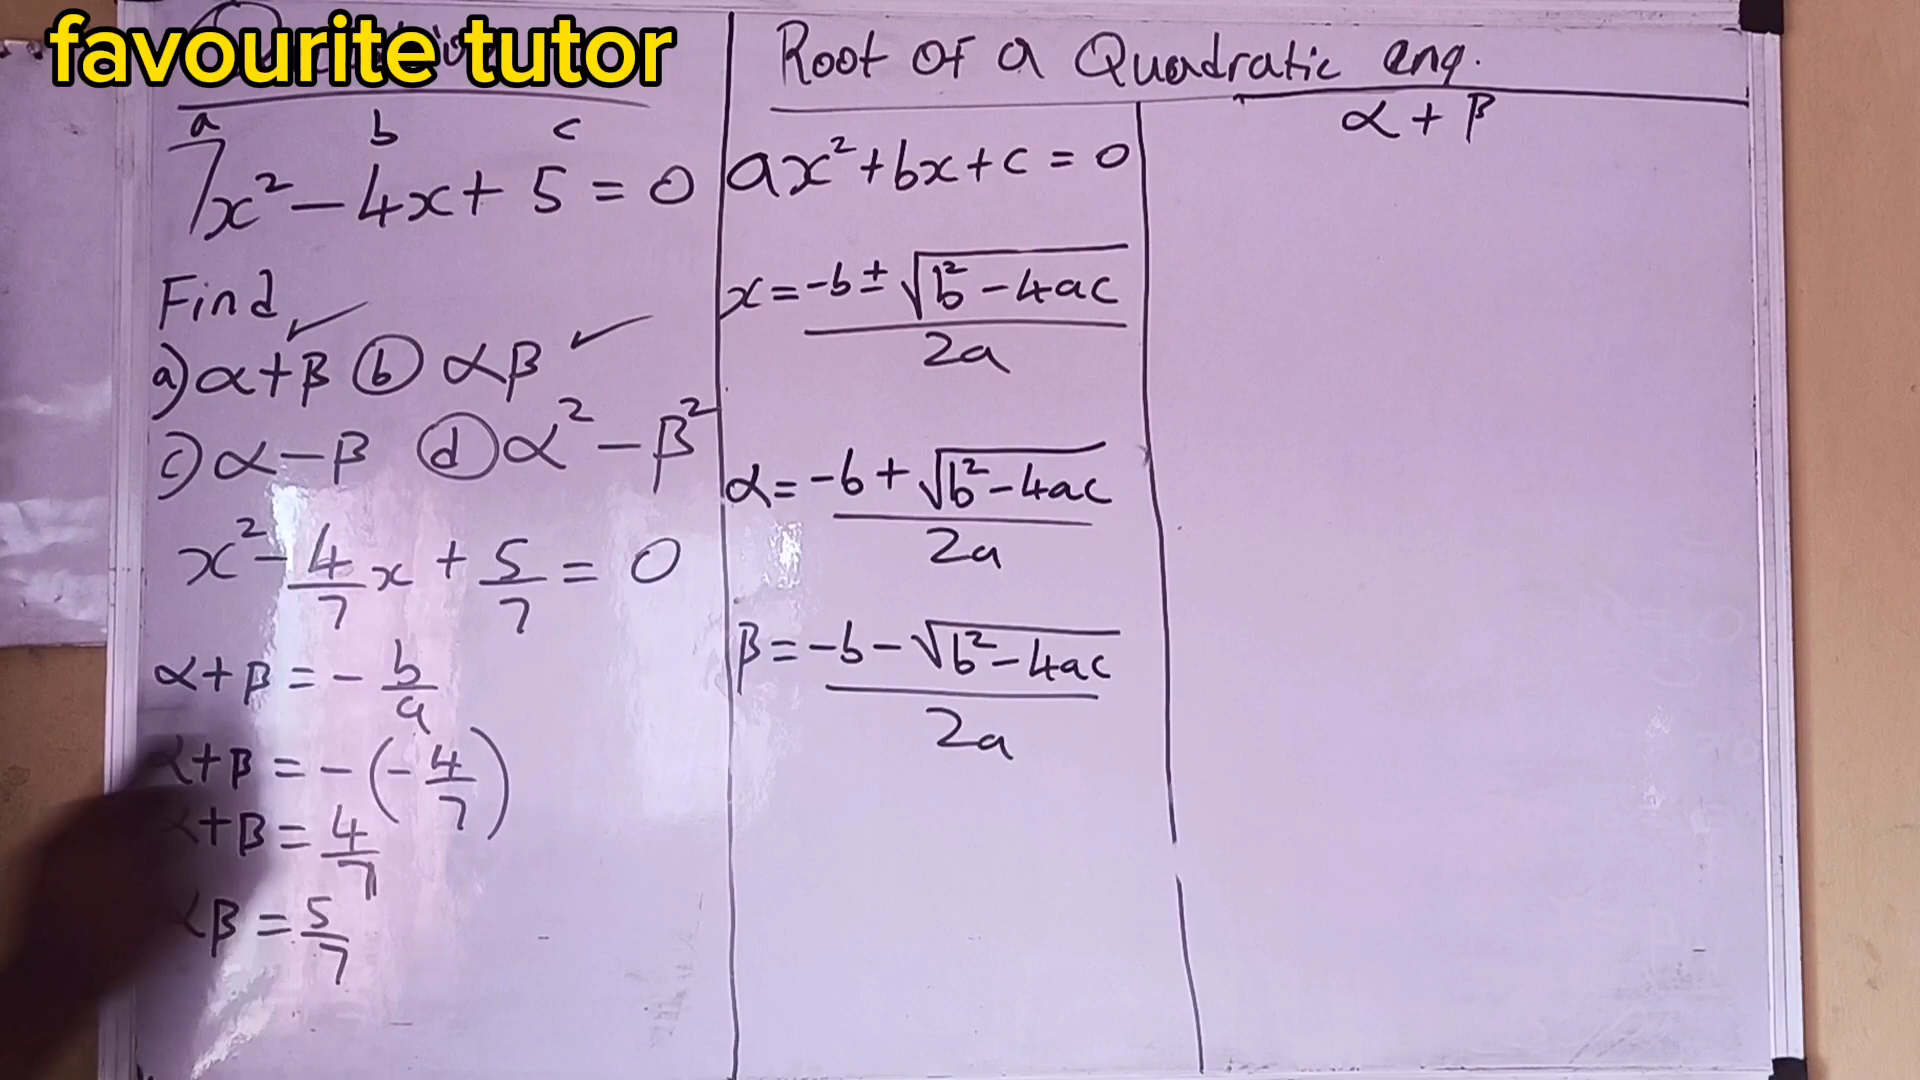 favourite tutor
a b c
7x² - 4x + 5 = 0
Find
a) α+β (b) αβ
c) α-β (d) α² - β²
x² - 4/7 x + 5/7 = 0
α+β = - b/a
α+β = -(-4/7)
α+β = 4/7
αβ = 5/7
Root of a Quadratic enq.
ax² + bx + c = 0
x = -b ± √b² - 4ac / 2a
α = -b + √b² - 4ac / 2a
β = -b - √b² - 4ac / 2a
α + β